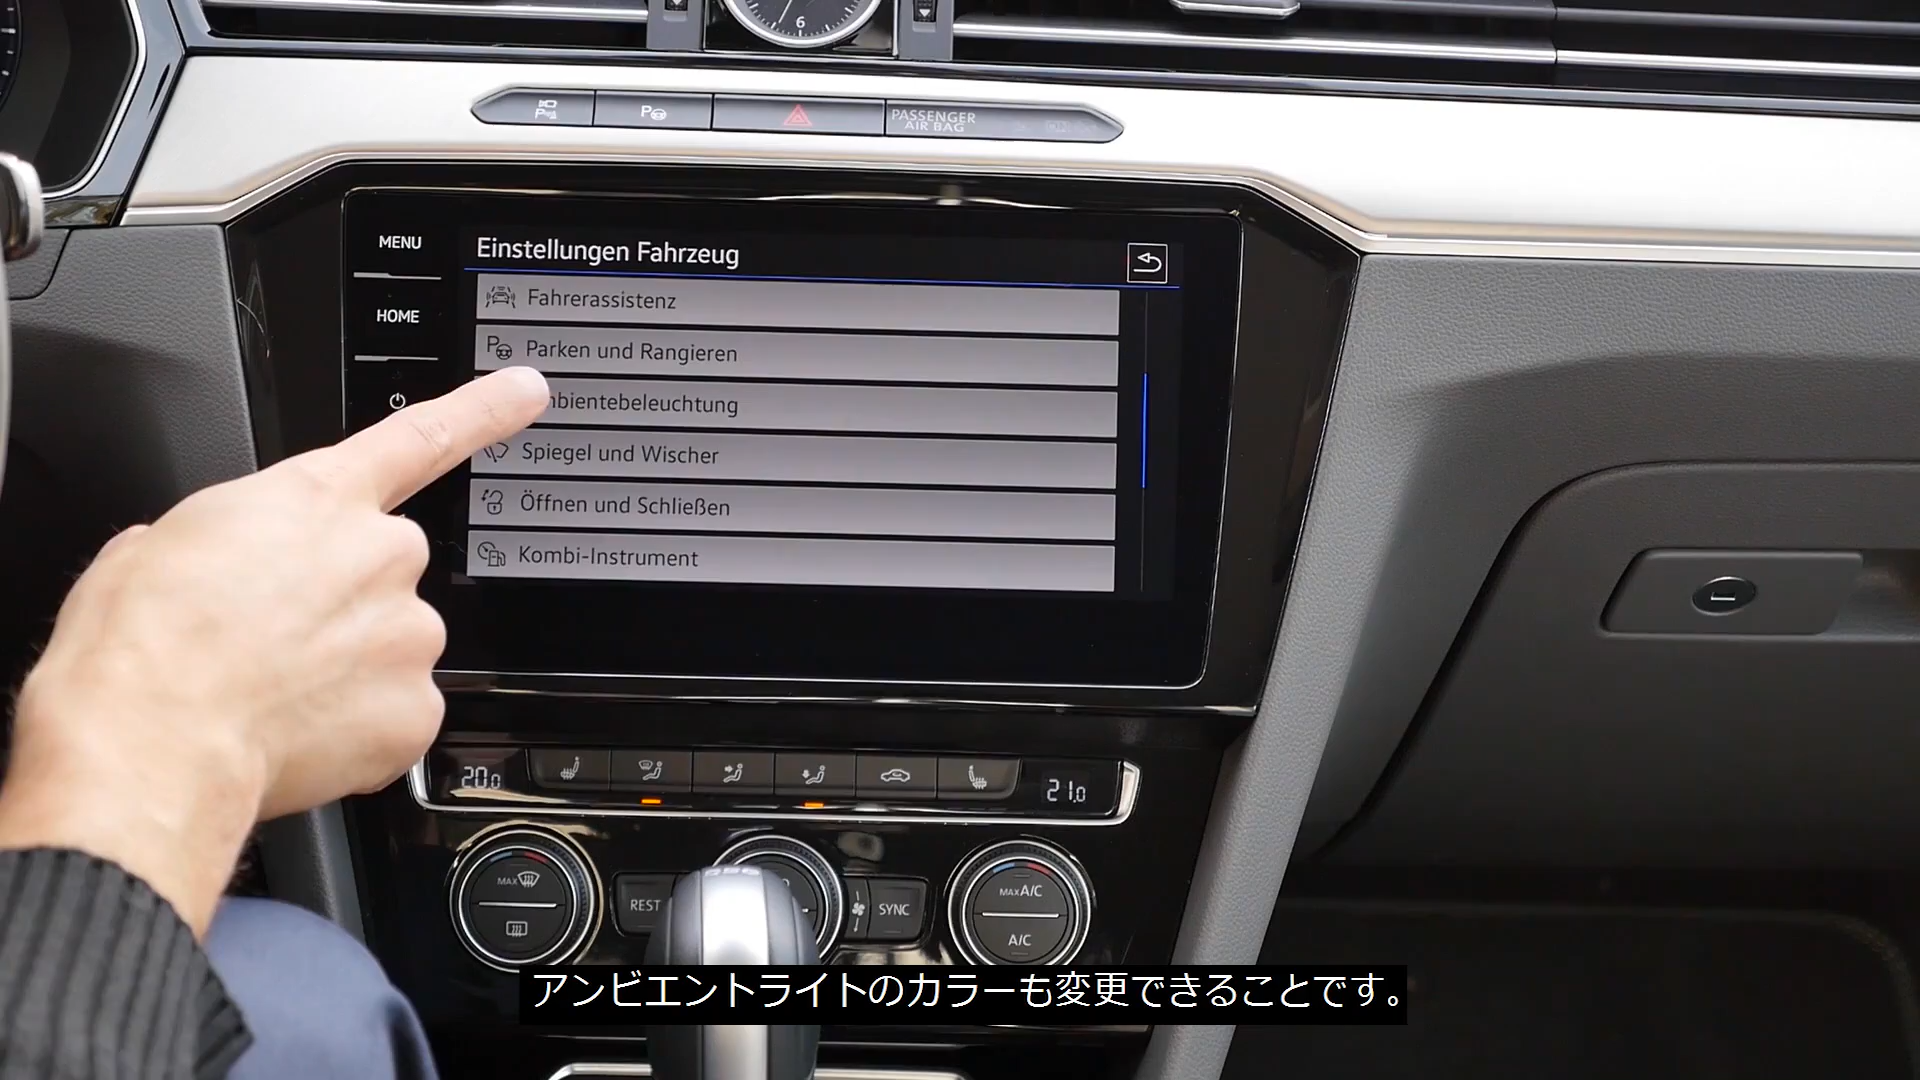 6
P
PASSENGER
AIR BAG
MENU
HOME
Einstellungen Fahrzeug
Fahrerassistenz
Parken und Rangieren
Spiegel und Wischer
Öffnen und Schließen
Kombi-Instrument
20.0
21.0
MAX
REST
SYNC
MAX A/C
A/C
アンビエントライトのカラーも変更できることです。